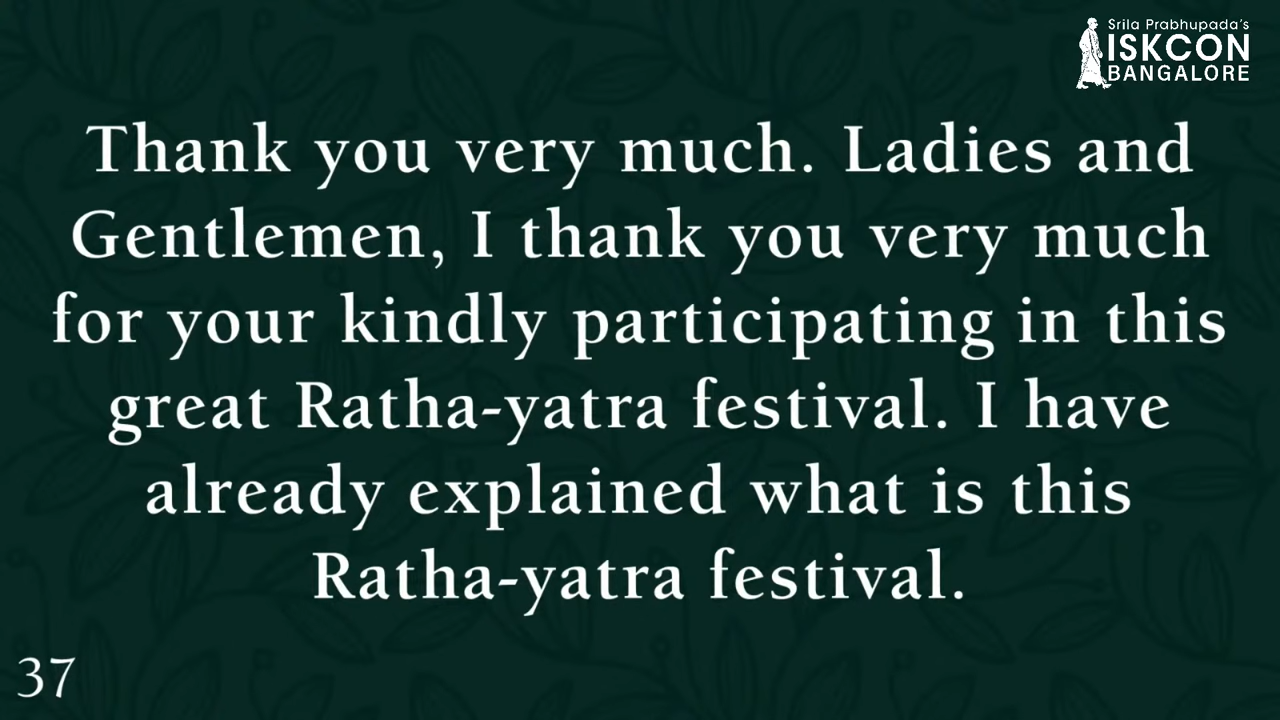 Srila Prabhupada's
ISKCON
BANGALORE
Thank you very much. Ladies and
Gentlemen, I thank you very much
for your kindly participating in this
great Ratha-yatra festival. I have
already explained what is this
Ratha-yatra festival.
37